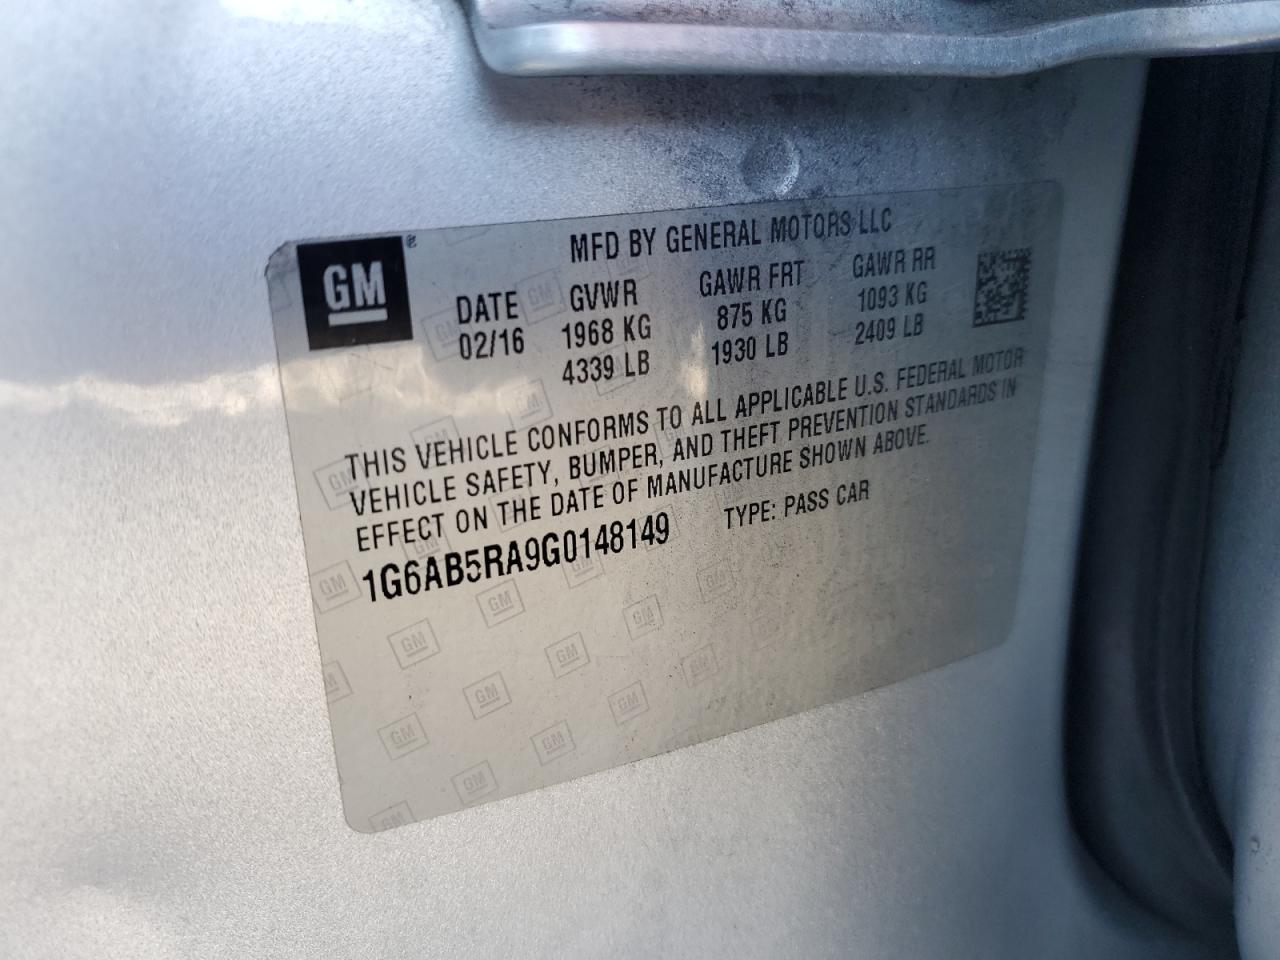 GM
MFD BY GENERAL MOTORS LLC
DATE GVWR GAWR FRT GAWR RR
02/16 1968 KG 875 KG 1093 KG
4339 LB 1930 LB 2409 LB
THIS VEHICLE CONFORMS TO ALL APPLICABLE U.S. FEDERAL MOTOR
VEHICLE SAFETY, BUMPER, AND THEFT PREVENTION STANDARDS IN
EFFECT ON THE DATE OF MANUFACTURE SHOWN ABOVE.
1G6AB5RA9G0148149 TYPE: PASS CAR